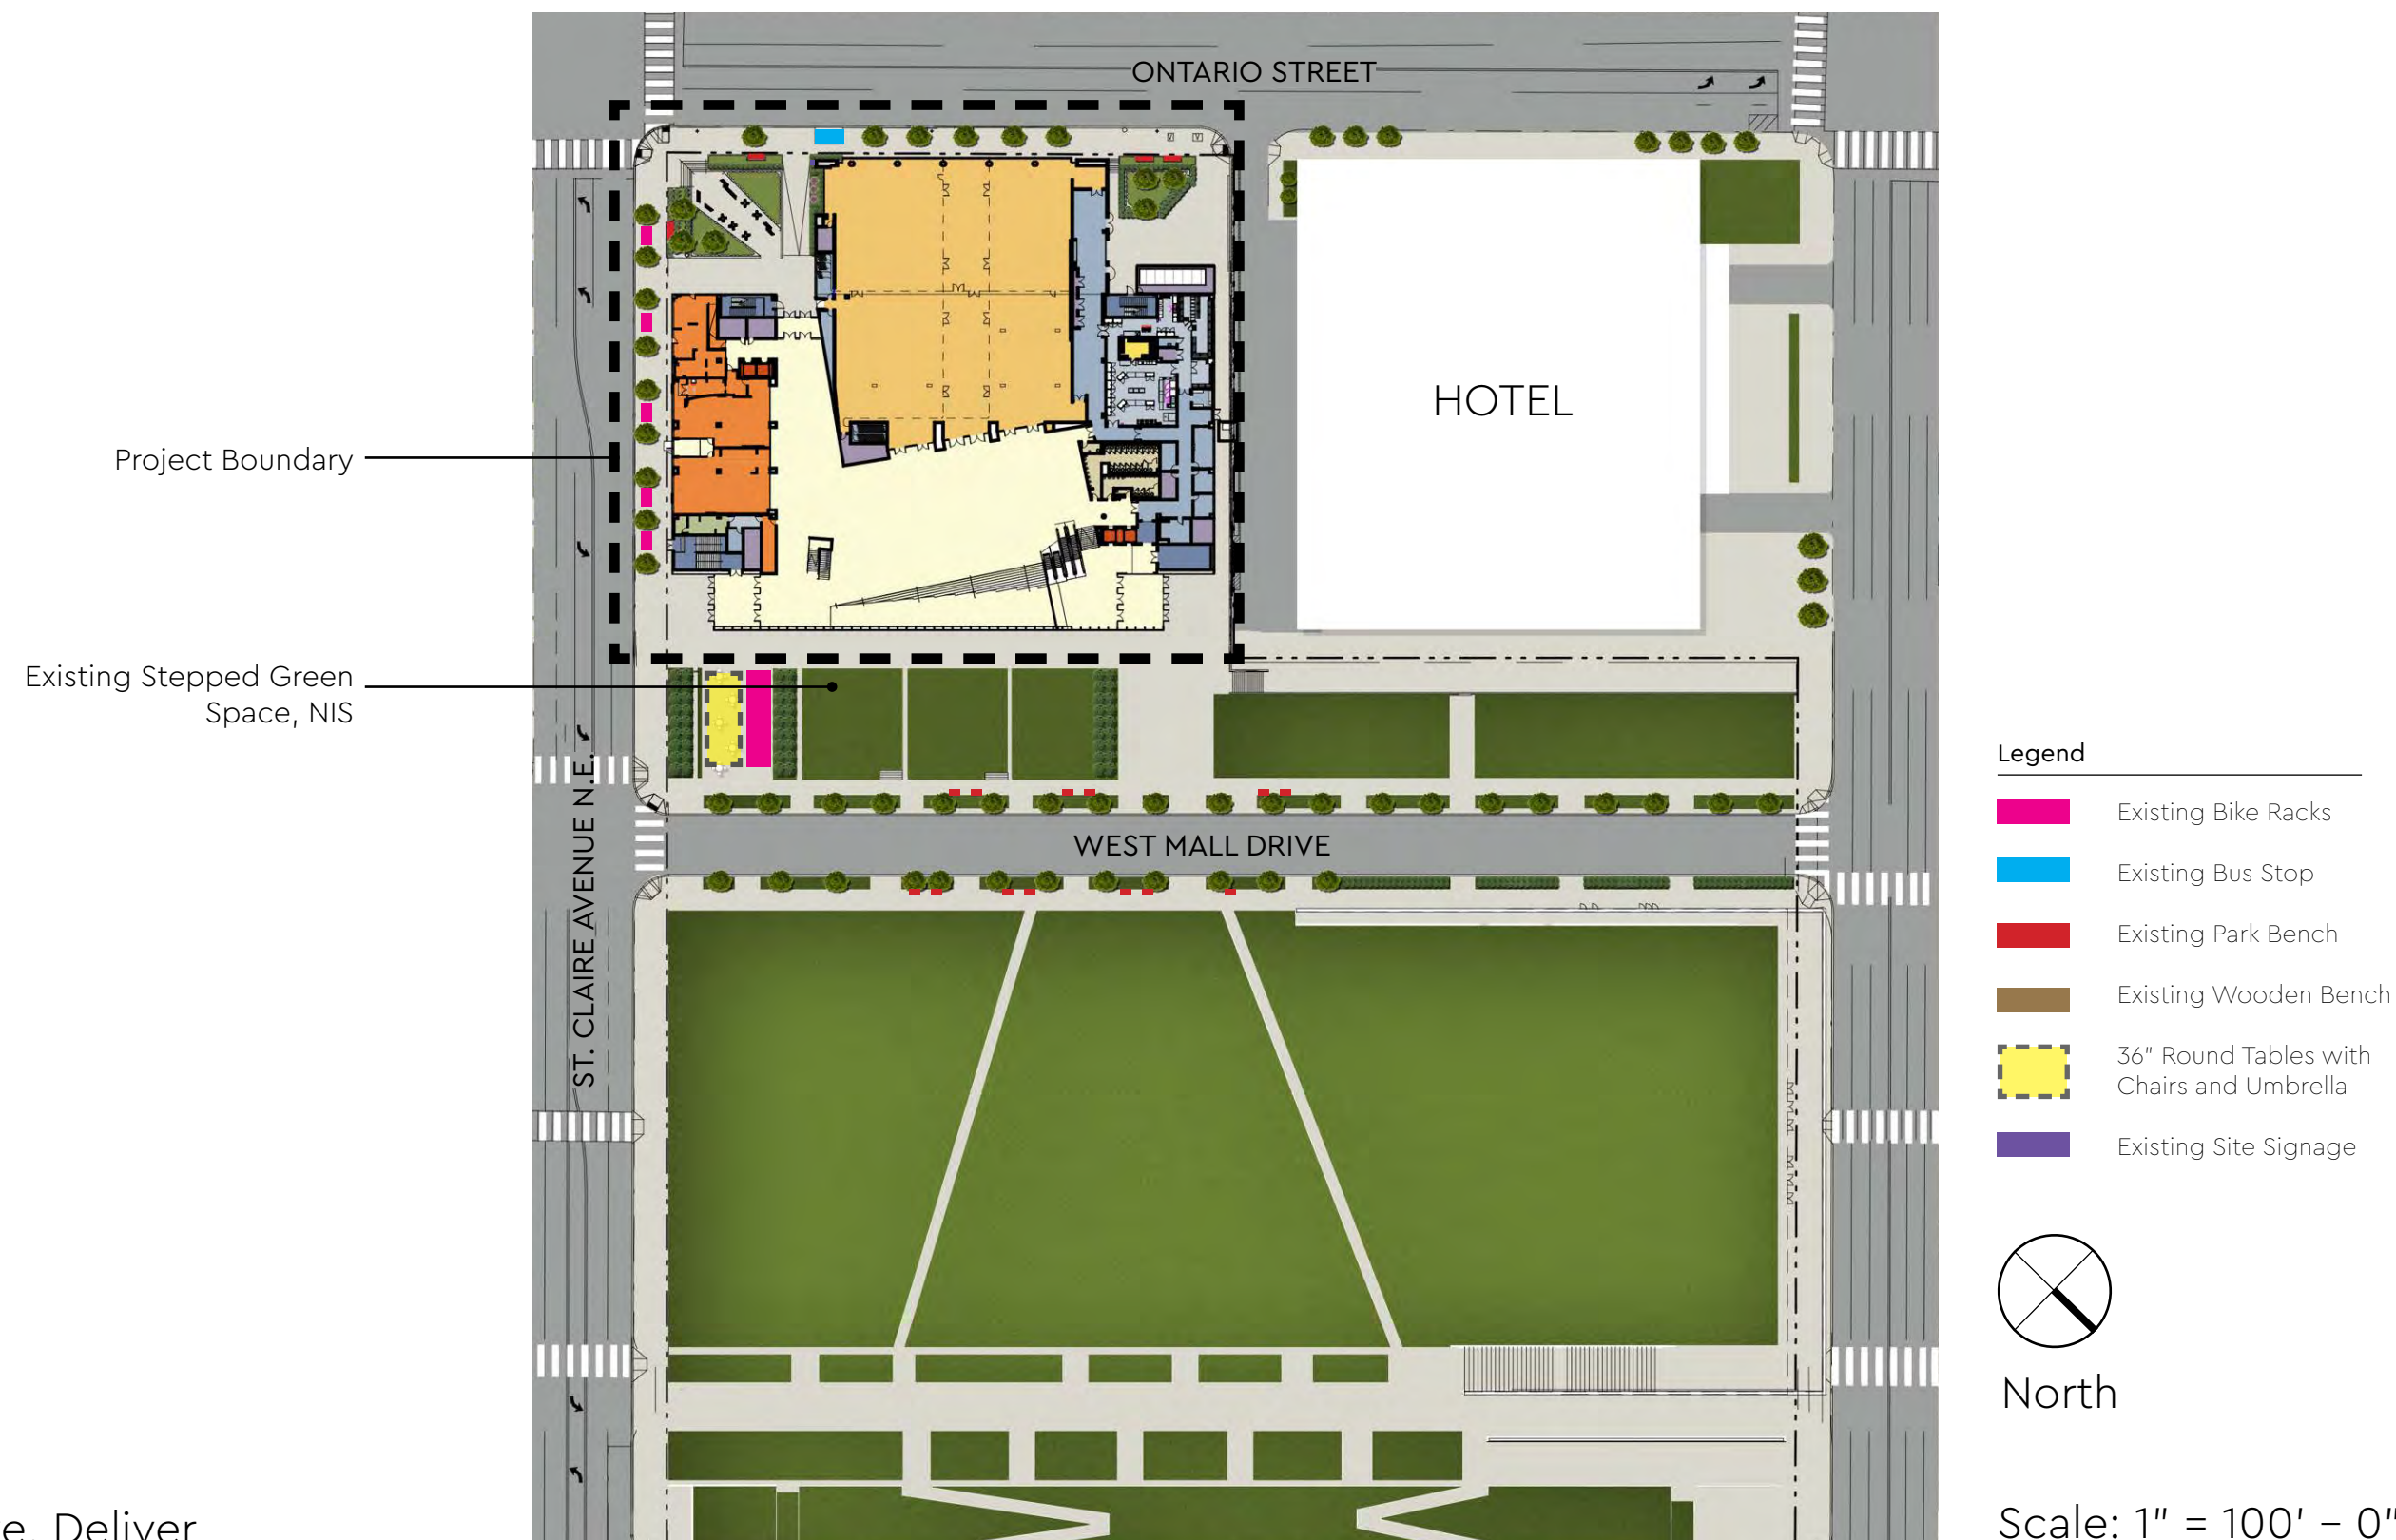 ONTARIO STREET
HOTEL
Project Boundary
Existing Stepped Green
Space, NIS
WEST MALL DRIVE
ST. CLAIRE AVENUE N.E.
Legend
Existing Bike Racks
Existing Bus Stop
Existing Park Bench
Existing Wooden Bench
36" Round Tables with
Chairs and Umbrella
Existing Site Signage
North
Scale: 1" = 100' - 0"
e. Deliver